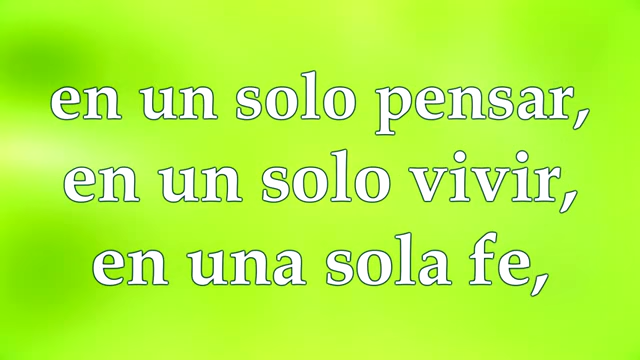 en un solo pensar,
en un solo vivir,
en una sola fe,